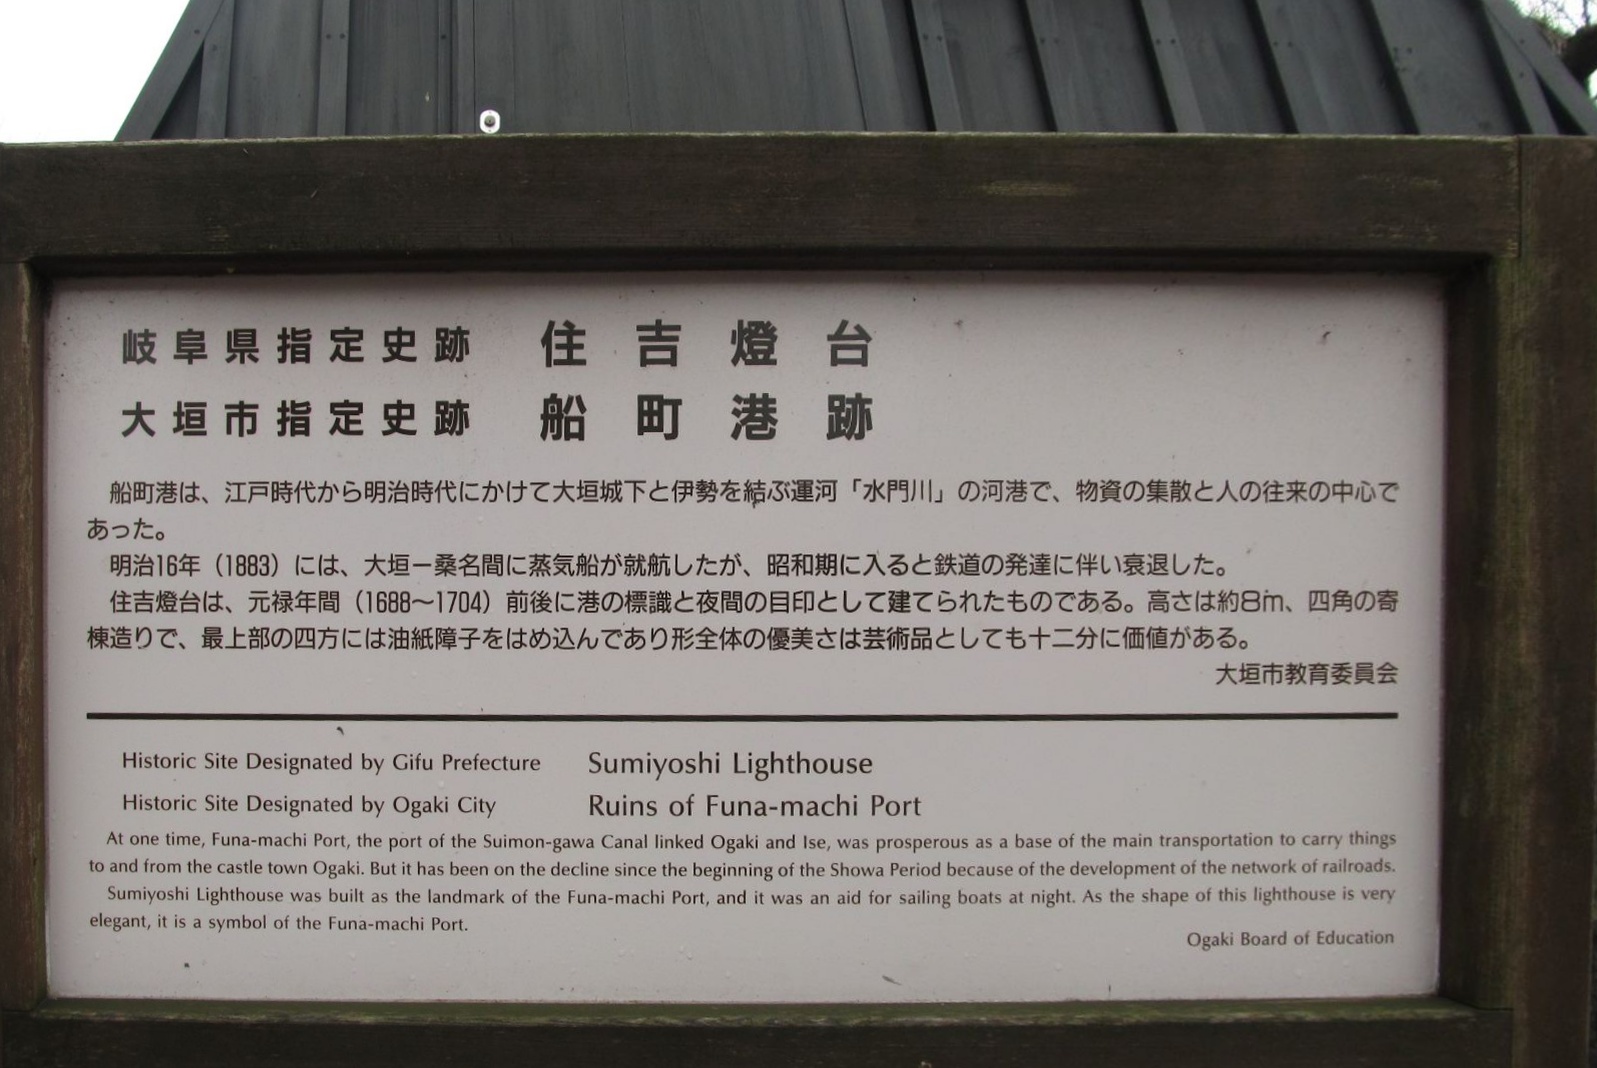 岐阜県指定史跡 住吉燈台
大垣市指定史跡 船町港跡
船町港は、江戸時代から明治時代にかけて大垣城下と伊勢を結ぶ運河「水門川」の河港で、物資の集散と人の往来の中心で
あった。
明治16年（1883）には、大垣ー桑名間に蒸気船が就航したが、昭和期に入ると鉄道の発達に伴い衰退した。
住吉燈台は、元禄年間（1688〜1704）前後に港の標識と夜間の目印として建てられたものである。高さは約8m、四角の寄
棟造りで、最上部の四方には油紙障子をはめ込んであり形全体の優美さは芸術品としても十二分に価値がある。
大垣市教育委員会
Historic Site Designated by Gifu Prefecture Sumiyoshi Lighthouse
Historic Site Designated by Ogaki City Ruins of Funa-machi Port
At one time, Funa-machi Port, the port of the Suimon-gawa Canal linked Ogaki and Ise, was prosperous as a base of the main transportation to carry things
to and from the castle town Ogaki. But it has been on the decline since the beginning of the Showa Period because of the development of the network of railroads.
Sumiyoshi Lighthouse was built as the landmark of the Funa-machi Port, and it was an aid for sailing boats at night. As the shape of this lighthouse is very
elegant, it is a symbol of the Funa-machi Port.
Ogaki Board of Education